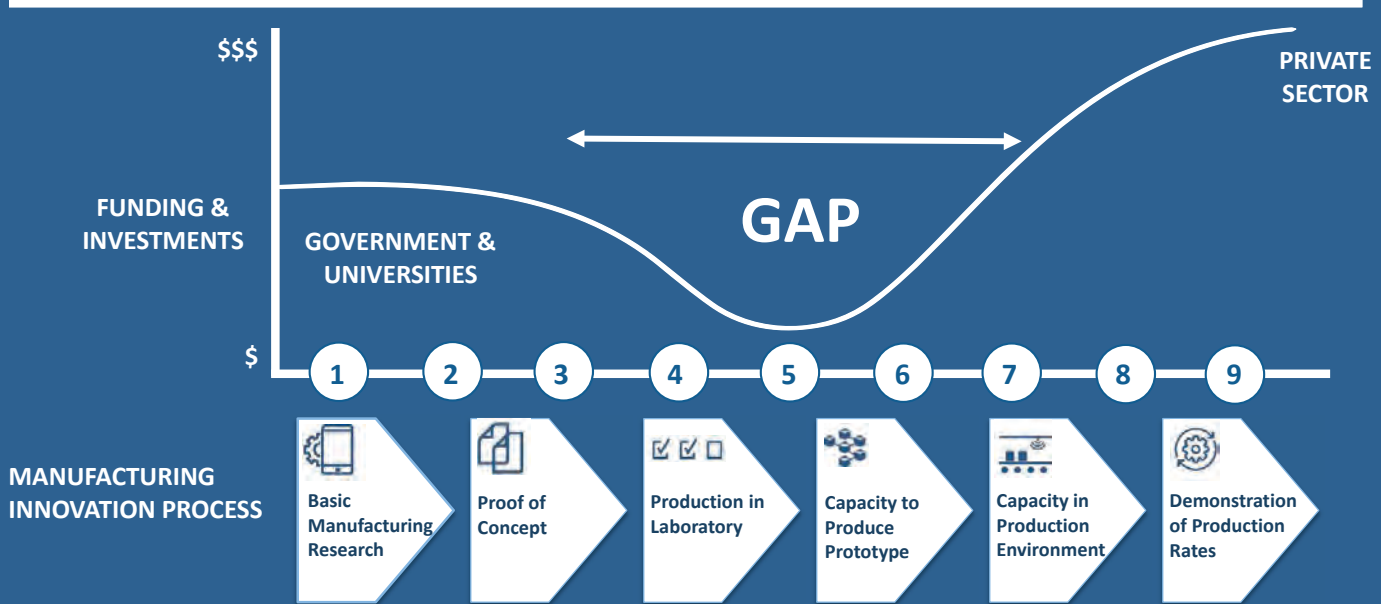 $$$
PRIVATE
SECTOR
FUNDING &
INVESTMENTS
GAP
GOVERNMENT &
UNIVERSITIES
$
1
2
3
4
5
6
7
8
9
MANUFACTURING
INNOVATION PROCESS
Basic
Manufacturing
Research
Proof of
Concept
Production in
Laboratory
Capacity to
Produce
Prototype
Capacity in
Production
Environment
Demonstration
of Production
Rates